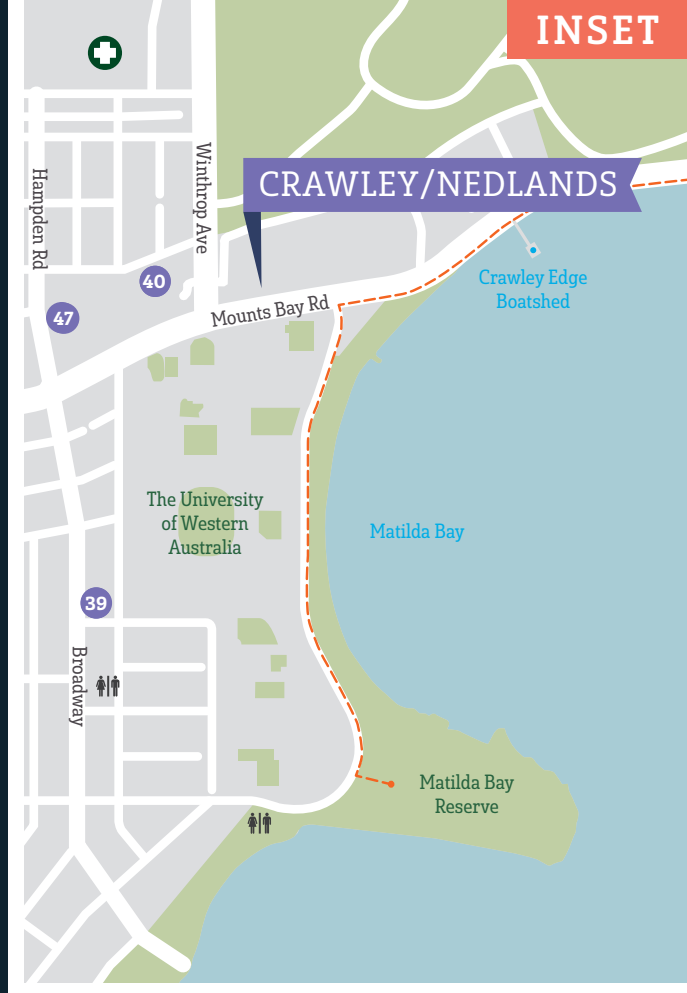 INSET
CRAWLEY/NEDLANDS
Winthrop Ave
Hampden Rd
40
47
Mounts Bay Rd
Crawley Edge
Boatshed
The University
of Western
Australia
Matilda Bay
39
Broadway
Matilda Bay
Reserve